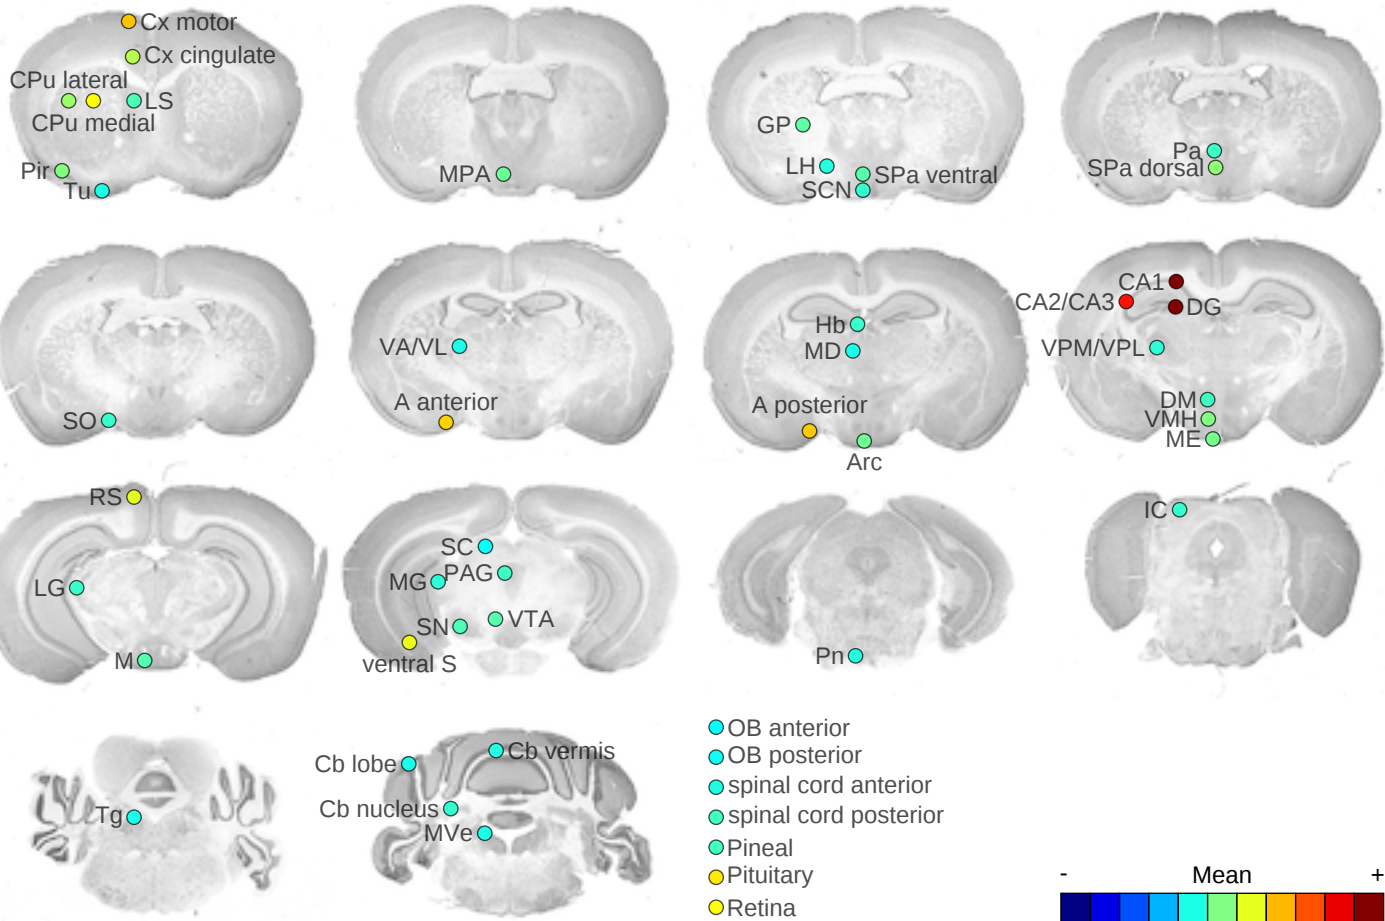 Cx motor
Cx cingulate
CPu lateral
LS
CPu medial
Pir
Tu
MPA
GP
LH
SPa ventral
SCN
Pa
SPa dorsal
SO
VA/VL
A anterior
Hb
MD
A posterior
Arc
CA1
CA2/CA3
DG
VPM/VPL
DM
VMH
ME
RS
LG
M
SC
PAG
MG
SN
VTA
ventral S
Pn
IC
Tg
Cb lobe
Cb vermis
Cb nucleus
MVe
OB anterior
OB posterior
spinal cord anterior
spinal cord posterior
Pineal
Pituitary
Retina
- Mean +